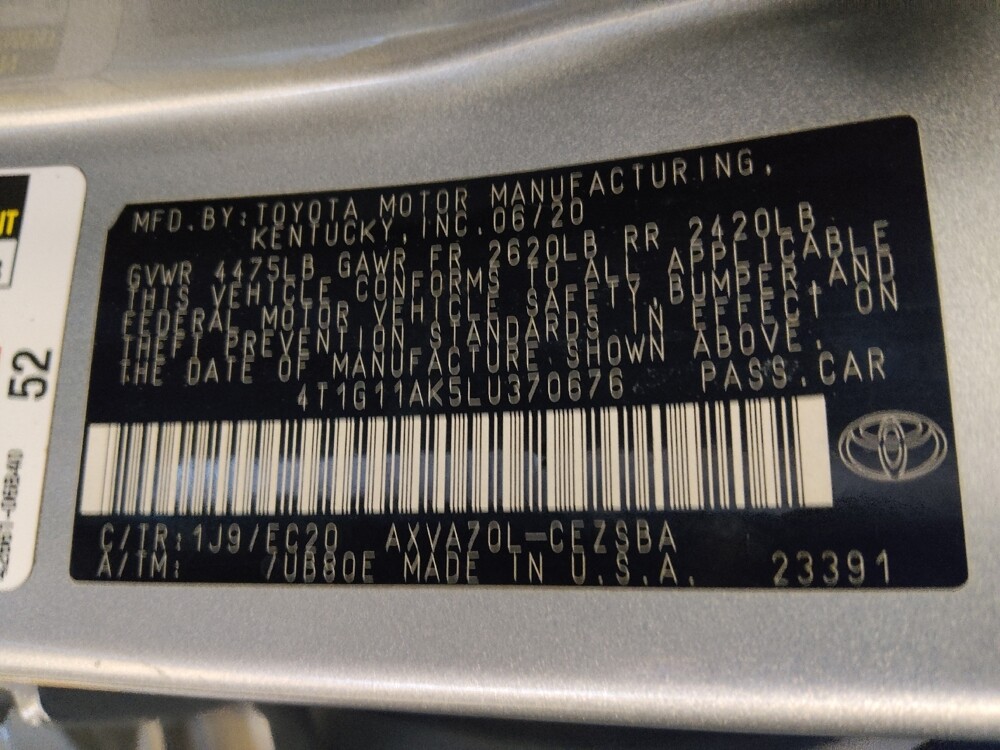 MFD.BY:TOYOTA MOTOR MANUFACTURING,
KENTUCKY,INC.06/20
GVWR 4475LB GAWR FR 2620LB RR 2420LB
THIS VEHICLE CONFORMS TO ALL APPLICABLE
FEDERAL MOTOR VEHICLE SAFETY,BUMPER,AND
THEFT PREVENTION STANDARDS IN EFFECT ON
THE DATE OF MANUFACTURE SHOWN ABOVE.
4T1G11AK5LU370676 PASS.CAR
C/TR:1J9/EC20 AXVA70L-CEZSBA
A/TM: 7UB80E MADE IN U.S.A. 23391
52